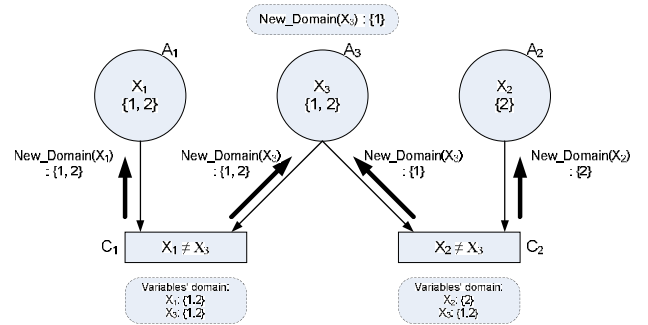 New_Domain(X₃) : {1}
A₁
A₃
A₂
X₁
{1, 2}
X₃
{1, 2}
X₂
{2}
New_Domain(X₁)
: {1, 2}
New_Domain(X₃)
: {1, 2}
New_Domain(X₃)
: {1}
New_Domain(X₂)
: {2}
C₁
X₁ ≠ X₃
X₂ ≠ X₃
C₂
Variables' domain:
X₁: {1.2}
X₃: {1.2}
Variables' domain:
X₂: {2}
X₃: {1.2}